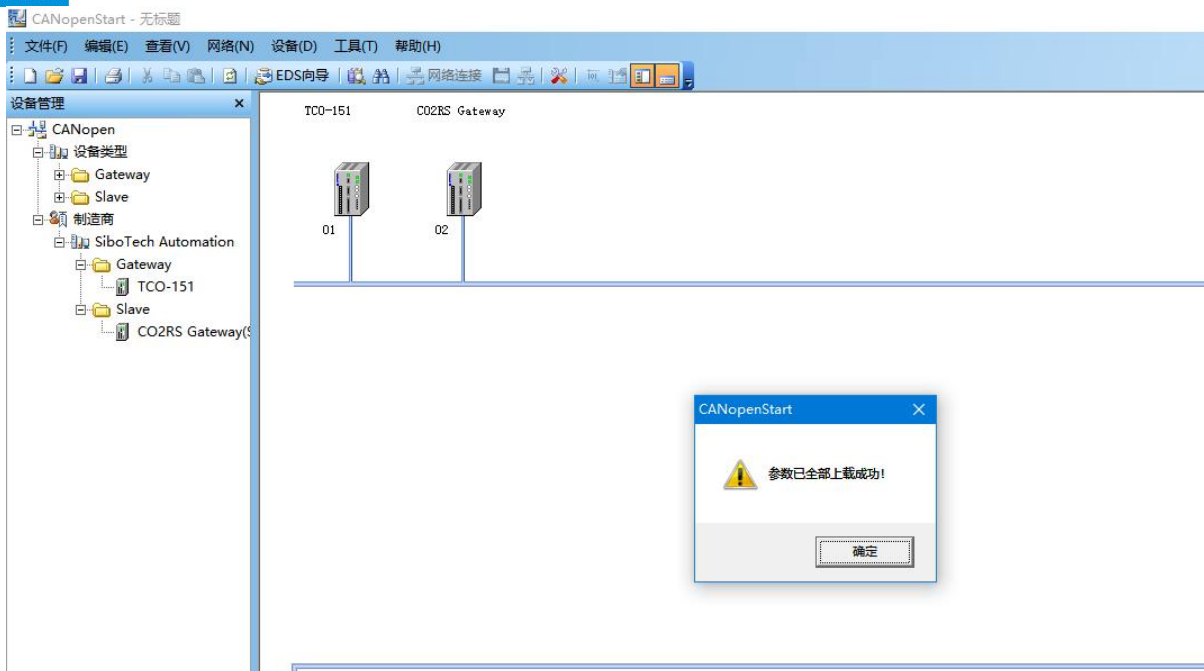 CANopenStart - 无标题
文件(F) 编辑(E) 查看(V) 网络(N) 设备(D) 工具(T) 帮助(H)
EDS向导 网络连接
设备管理
CANopen
设备类型
Gateway
Slave
制造商
SiboTech Automation
Gateway
TCO-151
Slave
CO2RS Gateway(S
TCO-151 CO2RS Gateway
01 02
CANopenStart
参数已全部上载成功!
确定